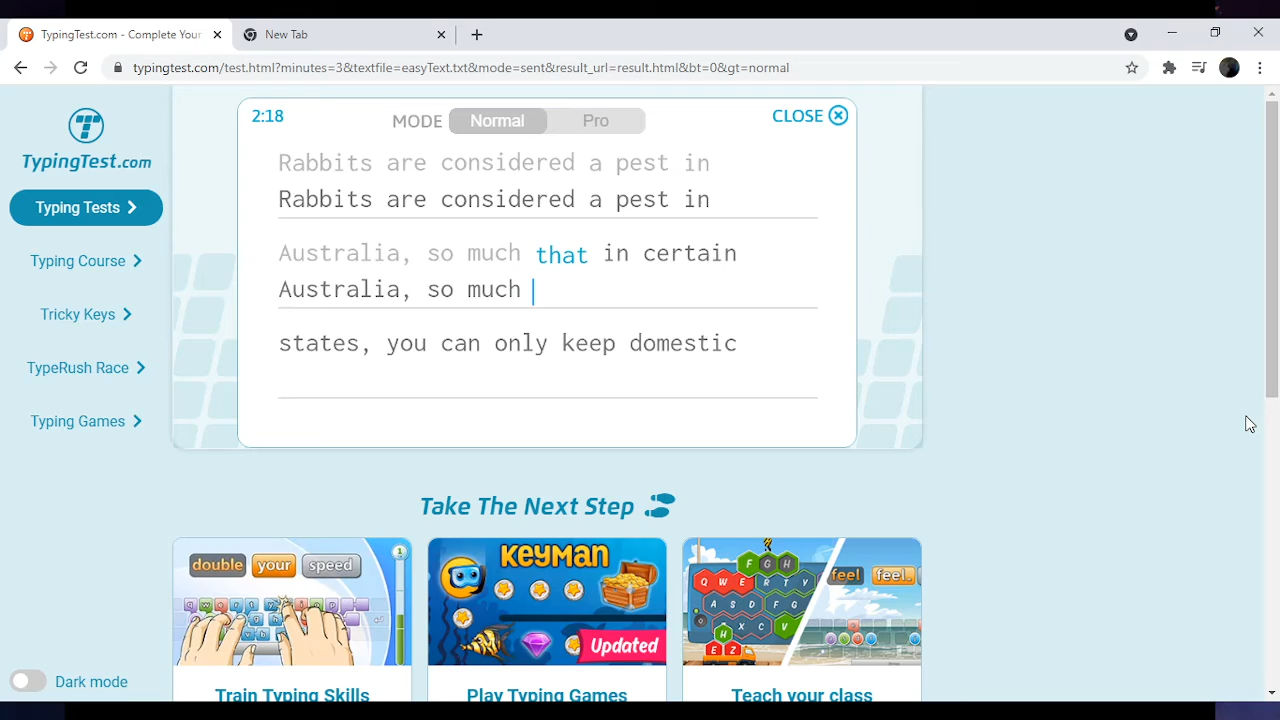 TypingTest.com - Complete Your
New Tab
typingtest.com/test.html?minutes=3&textfile=easyText.txt&mode=sent&result_url=result.html&bt=0&gt=normal
TypingTest.com
Typing Tests
Typing Course
Tricky Keys
TypeRush Race
Typing Games
Dark mode
2:18
MODE Normal Pro
CLOSE
Rabbits are considered a pest in
Rabbits are considered a pest in
Australia, so much that in certain
Australia, so much
states, you can only keep domestic
Take The Next Step
double your speed
1
Train Typing Skills
KEYMAN
Updated
Play Typing Games
F G H
Q W E R T Y
A S D F G
X C V
H
E Z
feel feel.
Teach your class